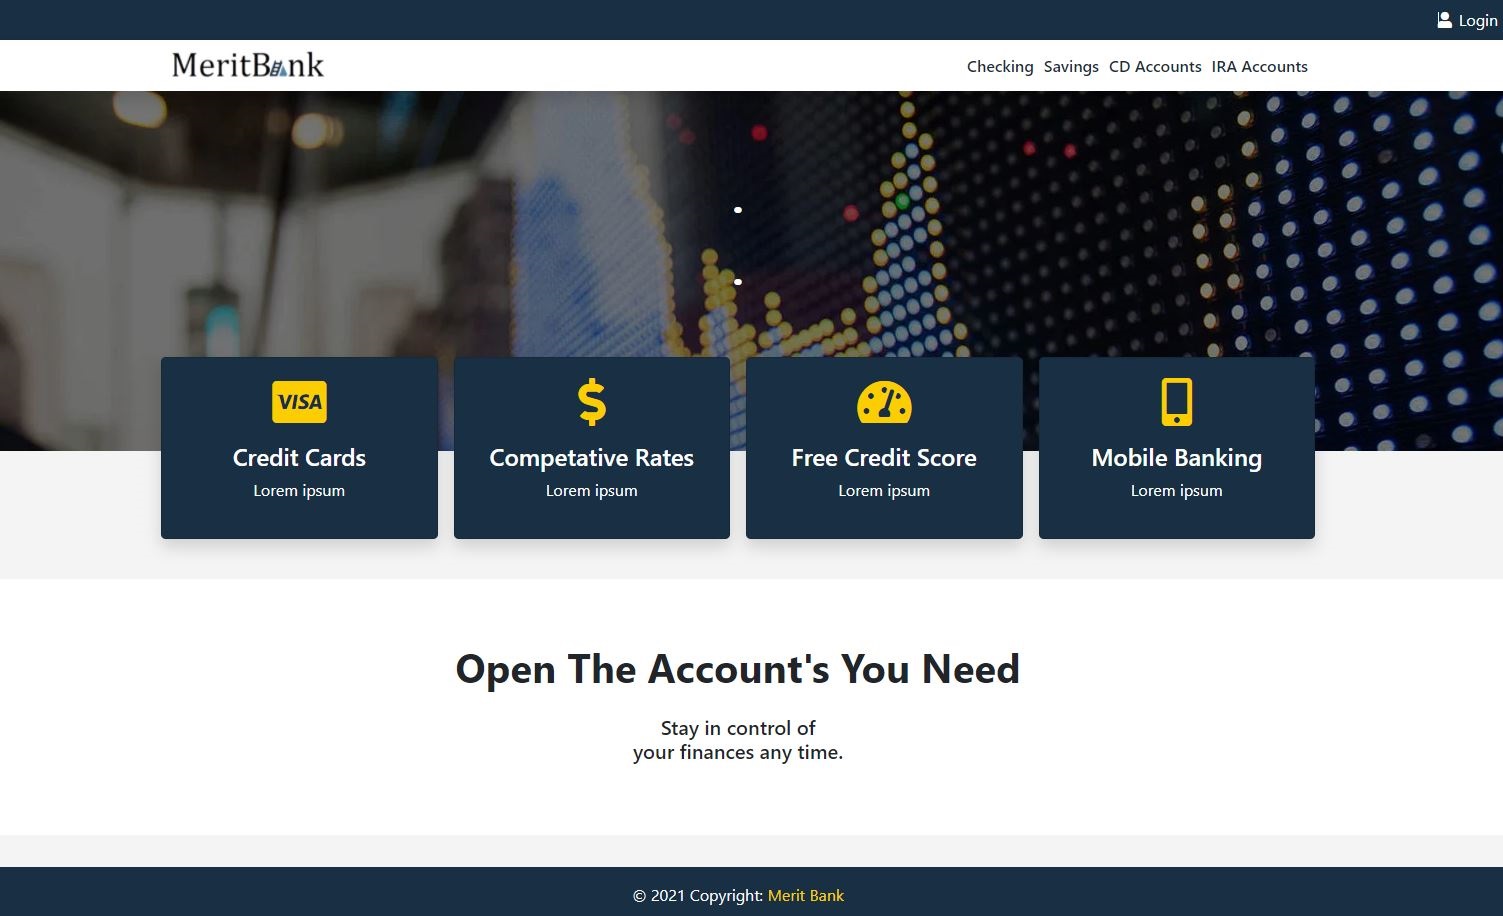 Login
MeritBank
Checking Savings CD Accounts IRA Accounts
.
.
VISA
Credit Cards
Lorem ipsum
Competative Rates
Lorem ipsum
Free Credit Score
Lorem ipsum
Mobile Banking
Lorem ipsum
Open The Account's You Need
Stay in control of
your finances any time.
© 2021 Copyright: Merit Bank